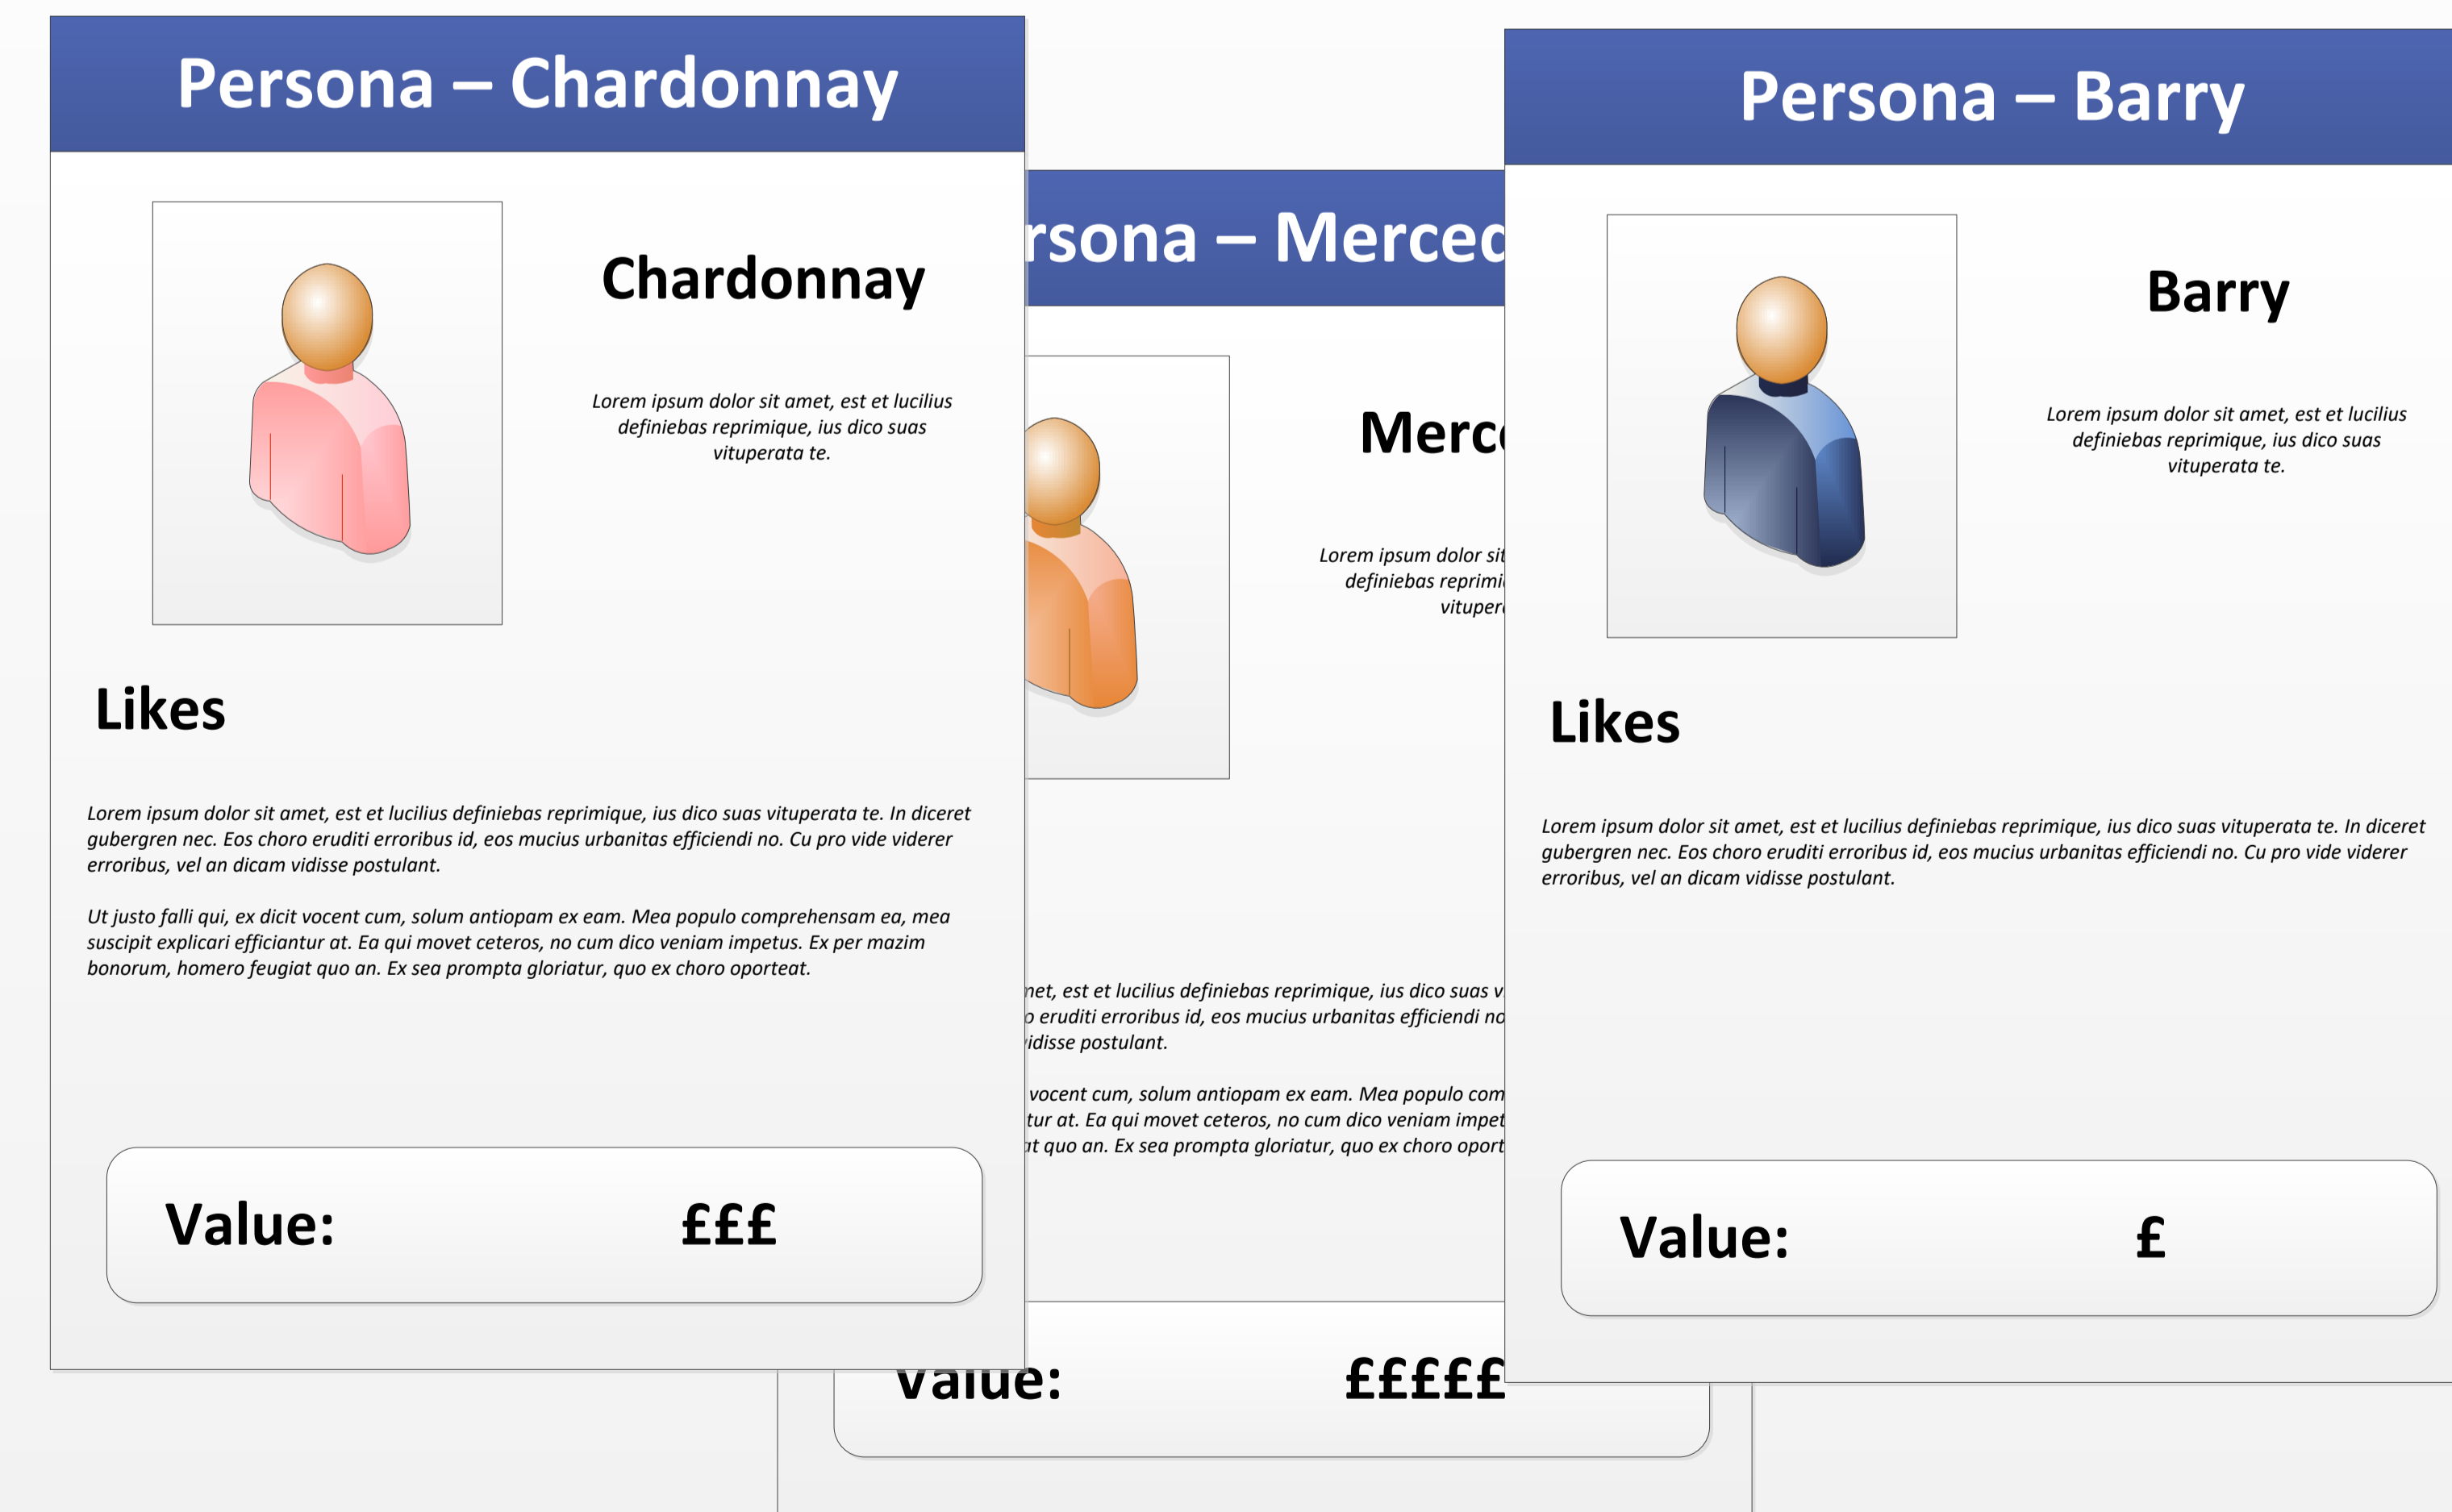 Persona – Chardonnay
Chardonnay
Lorem ipsum dolor sit amet, est et lucilius
definiebas reprimique, ius dico suas
vituperata te.
Likes
Lorem ipsum dolor sit amet, est et lucilius definiebas reprimique, ius dico suas vituperata te. In diceret
gubergren nec. Eos choro eruditi erroribus id, eos mucius urbanitas efficiendi no. Cu pro vide viderer
erroribus, vel an dicam vidisse postulant.
Ut justo falli qui, ex dicit vocent cum, solum antiopam ex eam. Mea populo comprehensam ea, mea
suscipit explicari efficiantur at. Ea qui movet ceteros, no cum dico veniam impetus. Ex per mazim
bonorum, homero feugiat quo an. Ex sea prompta gloriatur, quo ex choro oporteat.
Value: £££
rsona – Merced
Merce
Lorem ipsum dolor sit
definiebas reprimi
vitupera
met, est et lucilius definiebas reprimique, ius dico suas v
o eruditi erroribus id, eos mucius urbanitas efficiendi no
vidisse postulant.
vocent cum, solum antiopam ex eam. Mea populo com
tur at. Ea qui movet ceteros, no cum dico veniam impet
at quo an. Ex sea prompta gloriatur, quo ex choro oport
Value: £££££
Persona – Barry
Barry
Lorem ipsum dolor sit amet, est et lucilius
definiebas reprimique, ius dico suas
vituperata te.
Likes
Lorem ipsum dolor sit amet, est et lucilius definiebas reprimique, ius dico suas vituperata te. In diceret
gubergren nec. Eos choro eruditi erroribus id, eos mucius urbanitas efficiendi no. Cu pro vide viderer
erroribus, vel an dicam vidisse postulant.
Value: £